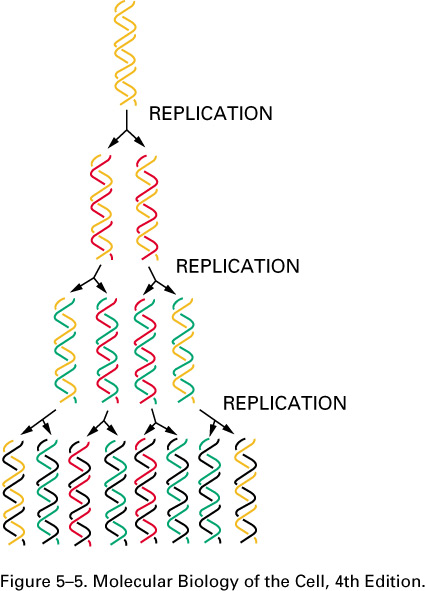 REPLICATION
REPLICATION
REPLICATION
Figure 5–5. Molecular Biology of the Cell, 4th Edition.